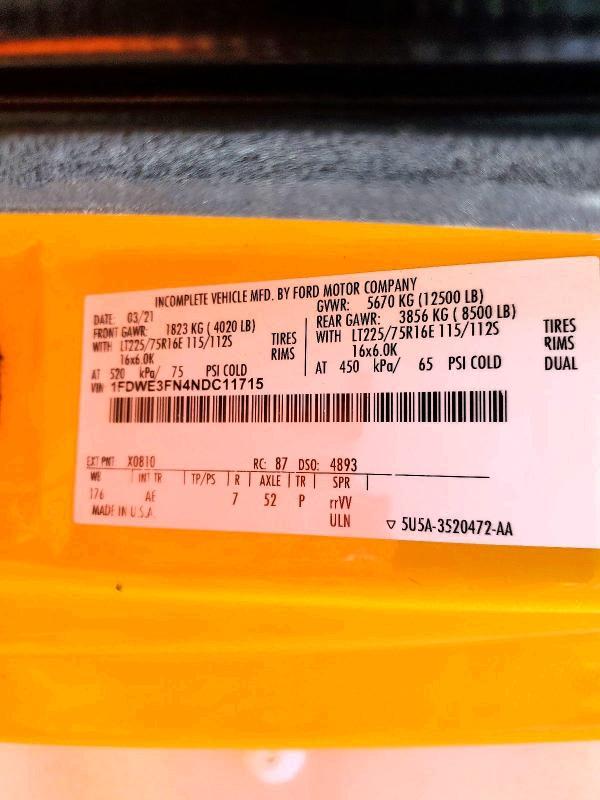 INCOMPLETE VEHICLE MFD. BY FORD MOTOR COMPANY
DATE: 03/21 GVWR: 5670 KG (12500 LB)
FRONT GAWR: 1823 KG (4020 LB) REAR GAWR: 3856 KG (8500 LB)
WITH LT225/75R16E 115/112S TIRES WITH LT225/75R16E 115/112S TIRES
16x6.0K RIMS 16x6.0K RIMS
AT 520 kPa/ 75 PSI COLD AT 450 kPa/ 65 PSI COLD DUAL
VIN 1FDWE3FN4NDC11715
EXT PNT X0810 RC: 87 DSO: 4893
WB INT TR TP/PS R AXLE TR SPR
176 AE 7 52 P rrVV
MADE IN U.S.A. ULN ▽ 5U5A-3520472-AA